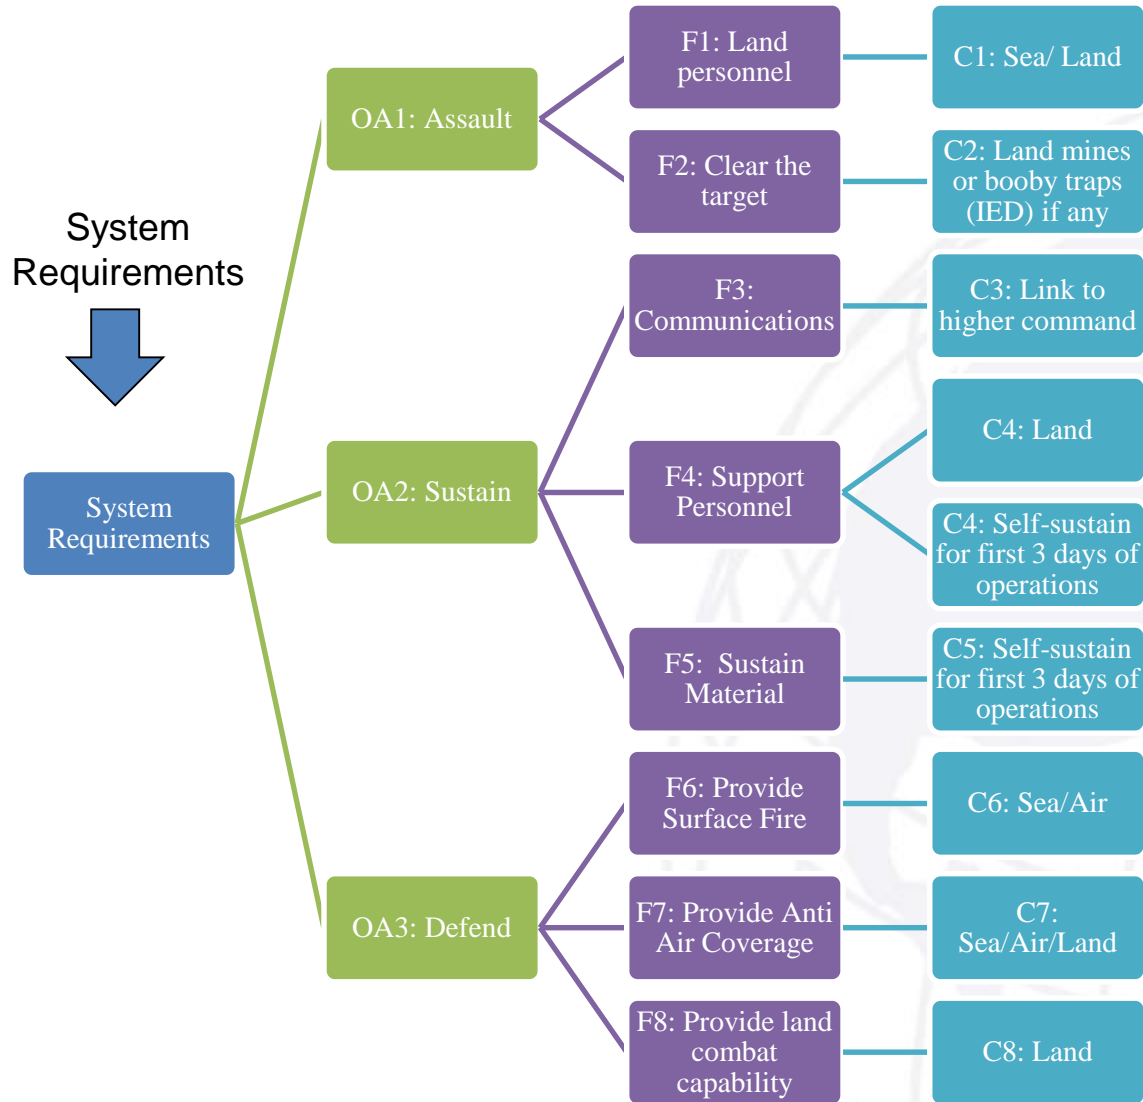 System
Requirements
System
Requirements
OA1: Assault
F1: Land
personnel
C1: Sea/ Land
F2: Clear the
target
C2: Land mines
or booby traps
(IED) if any
OA2: Sustain
F3:
Communications
C3: Link to
higher command
F4: Support
Personnel
C4: Land
C4: Self-sustain
for first 3 days of
operations
F5:  Sustain
Material
C5: Self-sustain
for first 3 days of
operations
OA3: Defend
F6: Provide
Surface Fire
C6: Sea/Air
F7: Provide Anti
Air Coverage
C7:
Sea/Air/Land
F8: Provide land
combat
capability
C8: Land